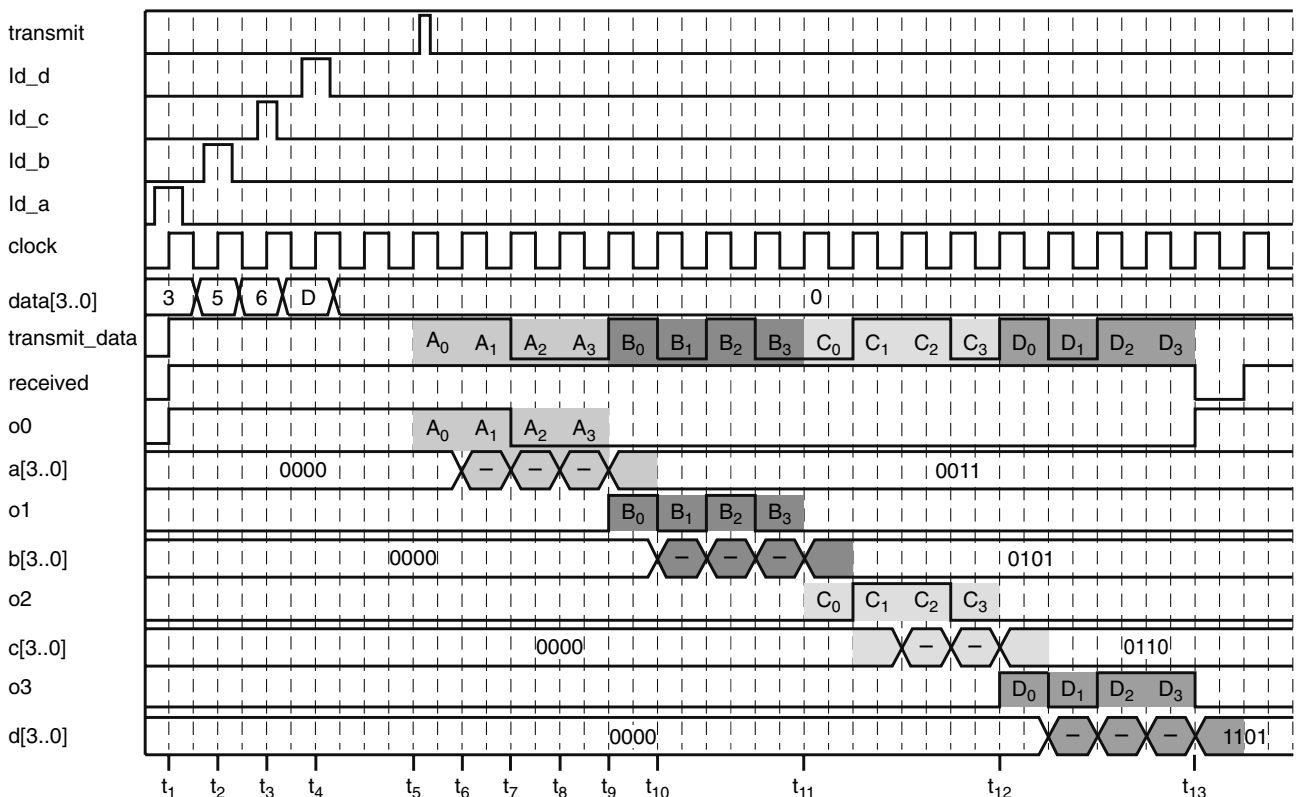 transmit
Id_d
Id_c
Id_b
Id_a
clock
data[3..0] 3 5 6 D 0
transmit_data A0 A1 A2 A3 B0 B1 B2 B3 C0 C1 C2 C3 D0 D1 D2 D3
received
o0 A0 A1 A2 A3
a[3..0] 0000 – – – 0011
o1 B0 B1 B2 B3
b[3..0] 0000 – – – 0101
o2 C0 C1 C2 C3
c[3..0] 0000 – – 0110
o3 D0 D1 D2 D3
d[3..0] 0000 – – – 1101
t1 t2 t3 t4 t5 t6 t7 t8 t9 t10 t11 t12 t13